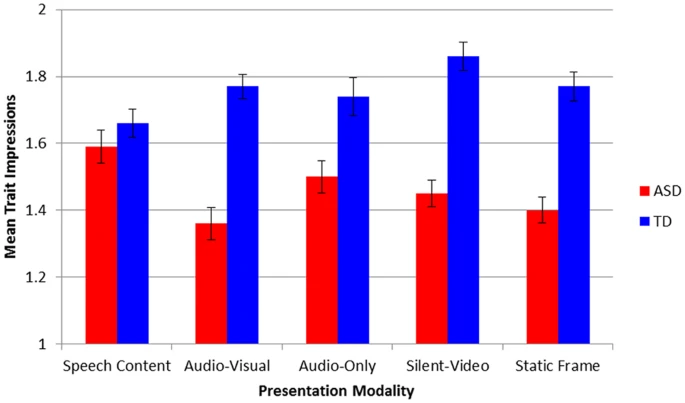 Mean Trait Impressions
2
1.8
1.6
1.4
1.2
1
Speech Content Audio-Visual Audio-Only Silent-Video Static Frame
Presentation Modality
ASD
TD